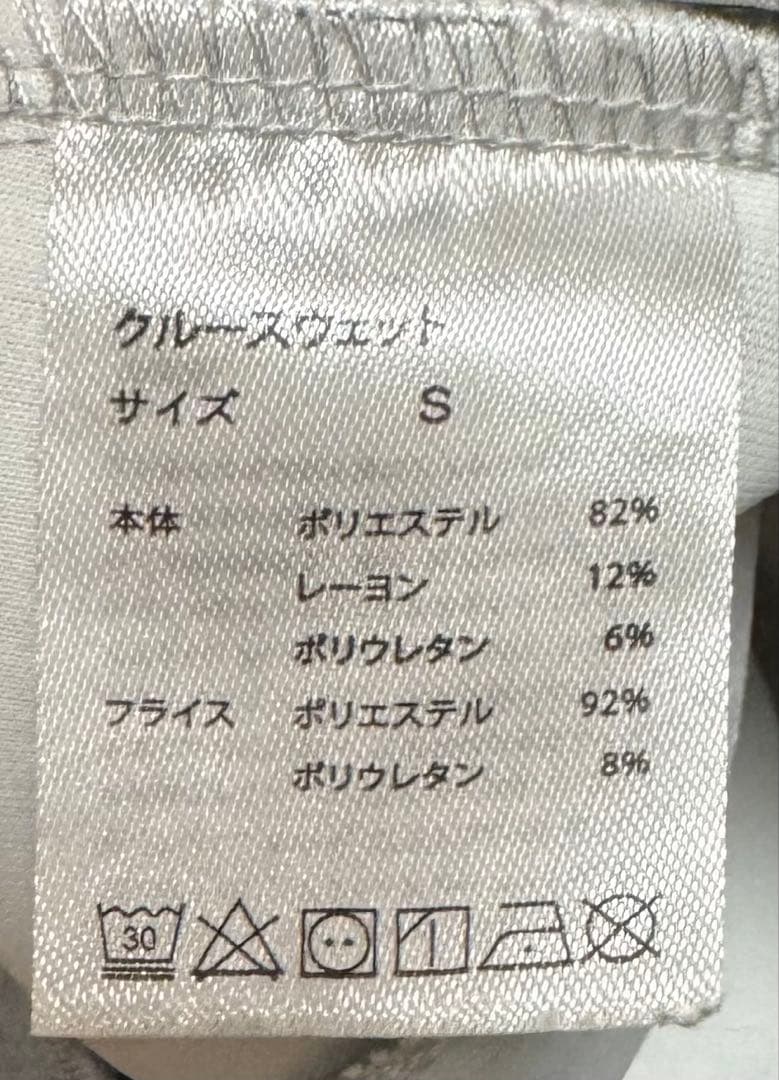 クルースウェット
サイズ S
本体 ポリエステル 82%
レーヨン 12%
ポリウレタン 6%
フライス ポリエステル 92%
ポリウレタン 8%
30